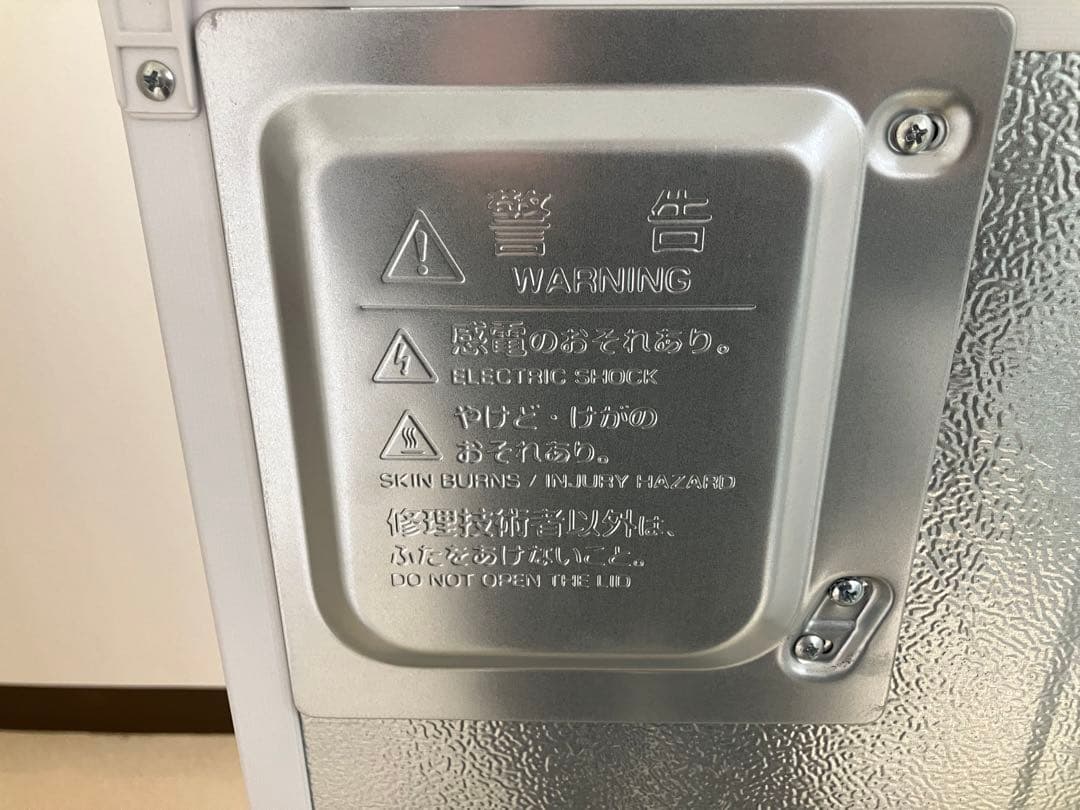 警告
WARNING
感電のおそれあり。
ELECTRIC SHOCK
やけど・けがの
おそれあり。
SKIN BURNS / INJURY HAZARD
修理技術者以外は、
ふたをあけないこと。
DO NOT OPEN THE LID